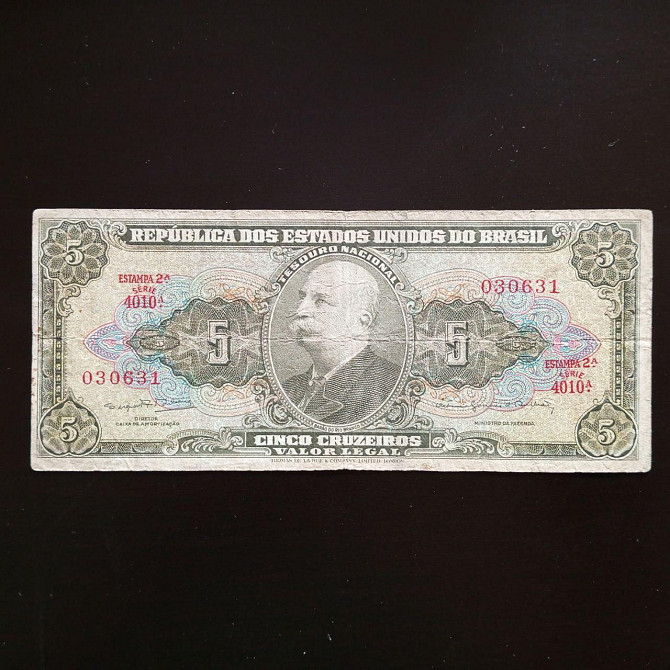 REPÚBLICA DOS ESTADOS UNIDOS DO BRASIL
5
5
TESOURO NACIONAL
ESTAMPA 2ª
SÉRIE
4010ª
030631
5
5
030631
ESTAMPA 2ª
SÉRIE
4010ª
DIRETOR
CAIXA DE AMORTIZAÇÃO
MINISTRO DA FAZENDA
5
5
CINCO CRUZEIROS
VALOR LEGAL
THOMAS DE LA RUE & COMPANY, LIMITED, LONDON